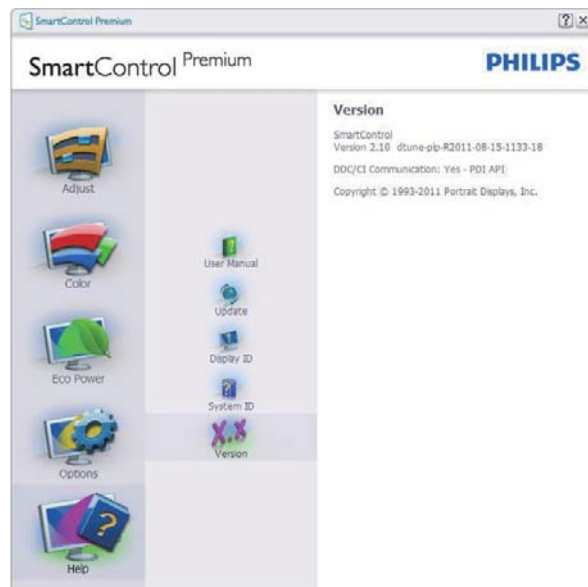 SmartControl Premium
SmartControl Premium
PHILIPS
Adjust
Color
Eco Power
Options
Help
User Manual
Update
Display ID
System ID
X.X
Version
Version
SmartControl
Version 2.10 dtune-plp-R2011-08-15-1133-18
DDC/CI Communication: Yes - PDI API
Copyright © 1993-2011 Portrait Displays, Inc.